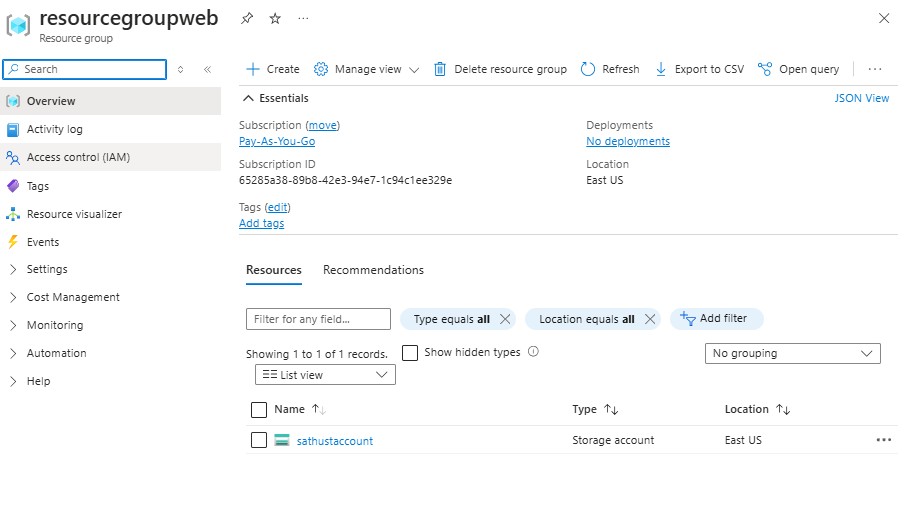 resourcegroupweb
Resource group
Search
Overview
Activity log
Access control (IAM)
Tags
Resource visualizer
Events
Settings
Cost Management
Monitoring
Automation
Help
Create Manage view Delete resource group Refresh Export to CSV Open query
Essentials JSON View
Subscription (move)
Pay-As-You-Go
Subscription ID
65285a38-89b8-42e3-94e7-1c94c1ee329e
Deployments
No deployments
Location
East US
Tags (edit)
Add tags
Resources Recommendations
Filter for any field... Type equals all Location equals all Add filter
Showing 1 to 1 of 1 records. Show hidden types No grouping
List view
Name Type Location
sathustaccount Storage account East US